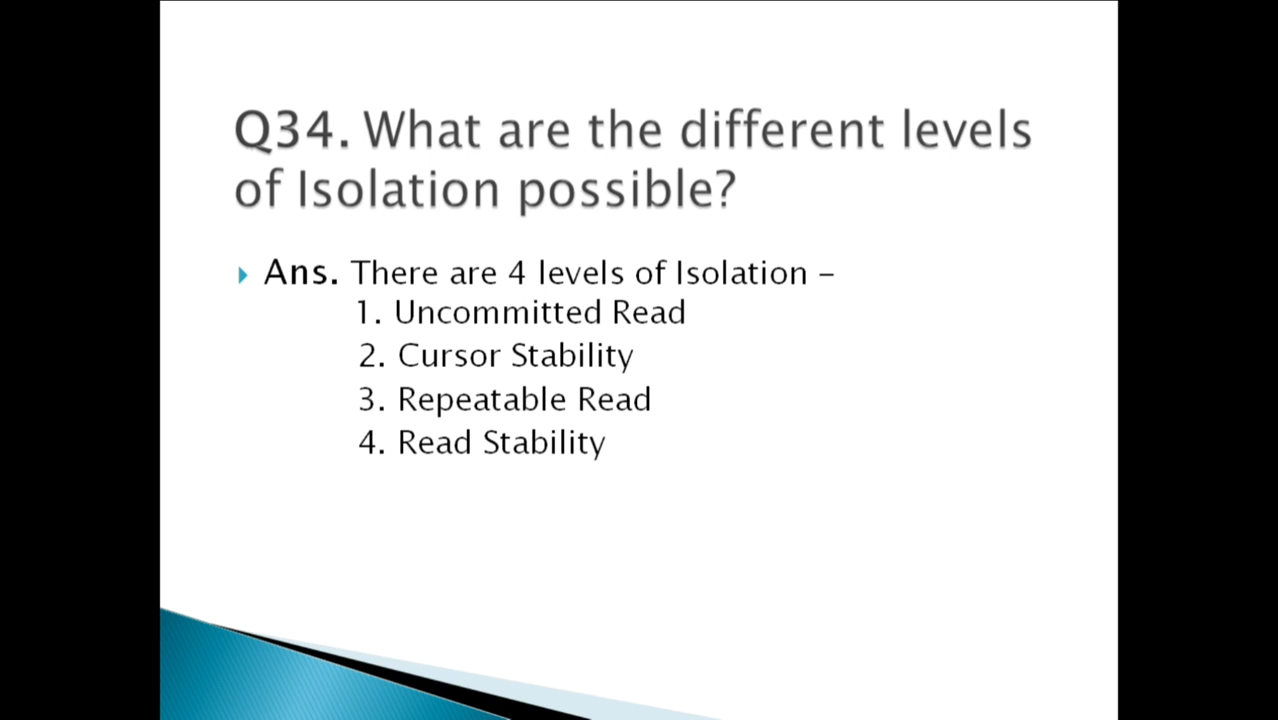 Q34. What are the different levels
of Isolation possible?
Ans. There are 4 levels of Isolation –
1. Uncommitted Read
2. Cursor Stability
3. Repeatable Read
4. Read Stability